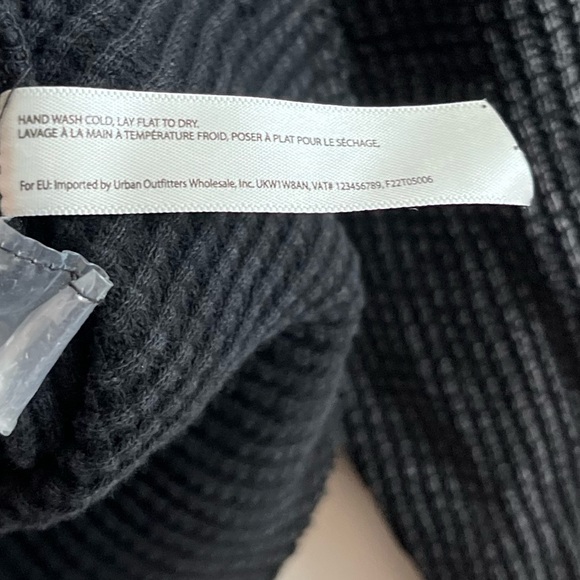 HAND WASH COLD, LAY FLAT TO DRY.
LAVAGE À LA MAIN À TEMPÉRATURE FROID, POSER À PLAT POUR LE SÉCHAGE.
For EU: Imported by Urban Outfitters Wholesale, Inc. UKW1W8AN, VAT# 123456789, F22T05006